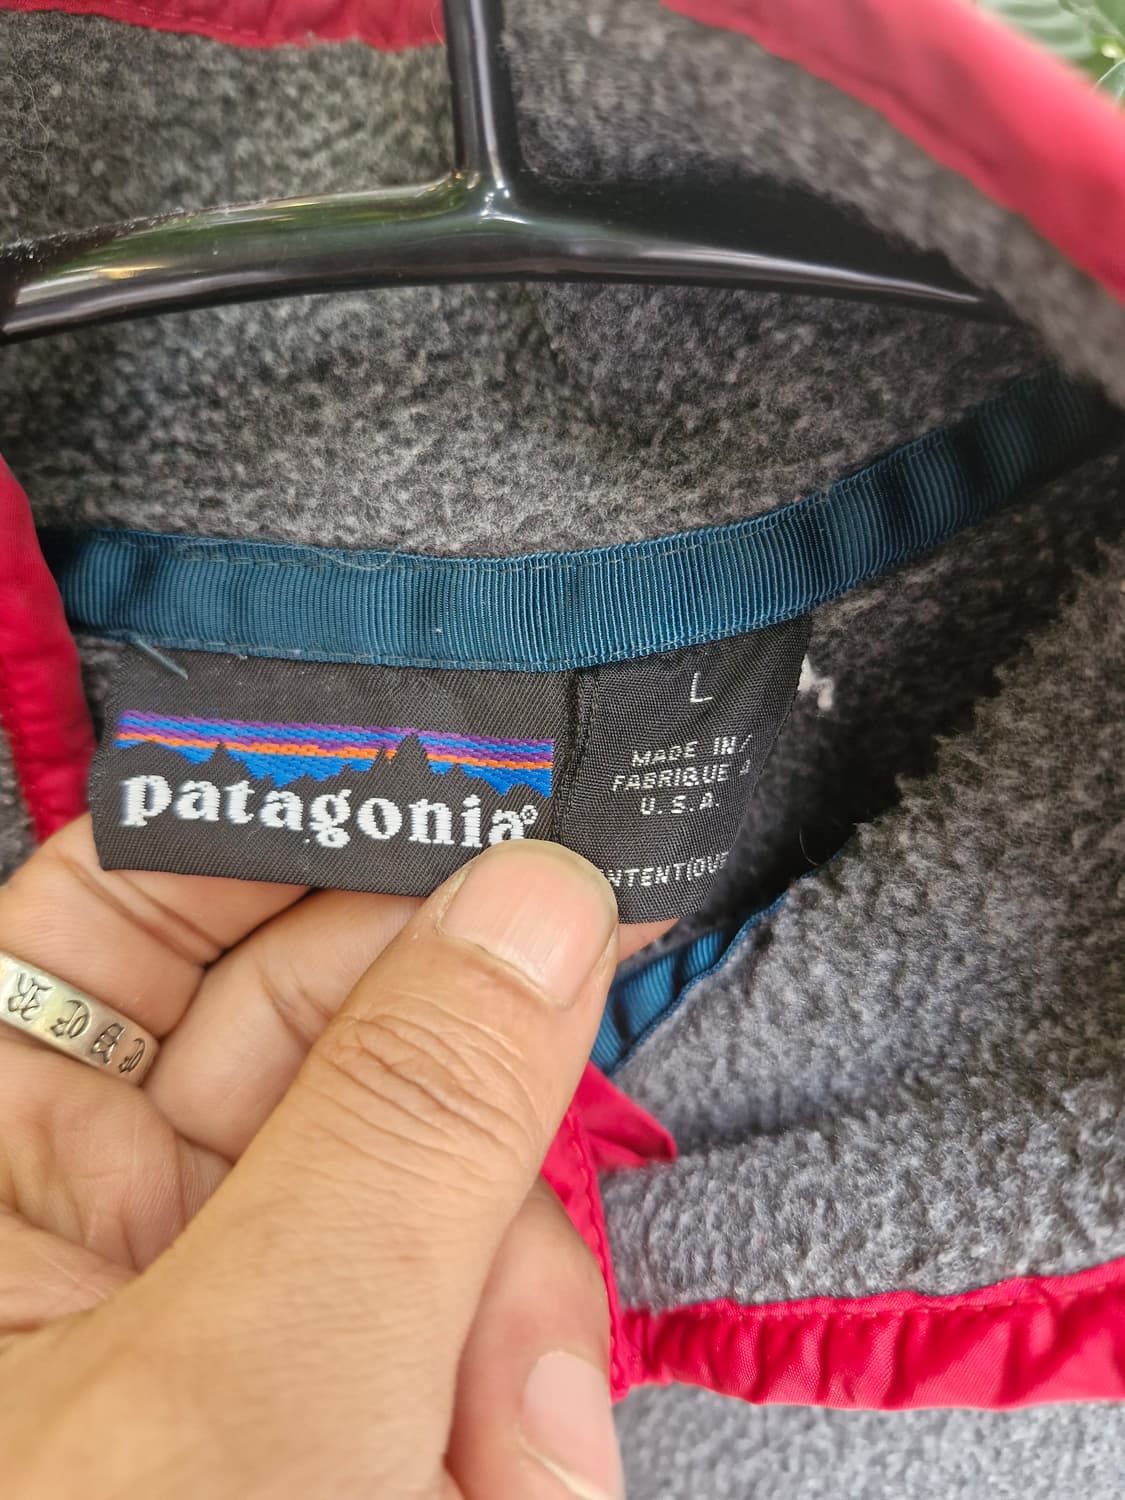 patagonia®
L
MADE IN/
FABRIQUE
U.S.A.